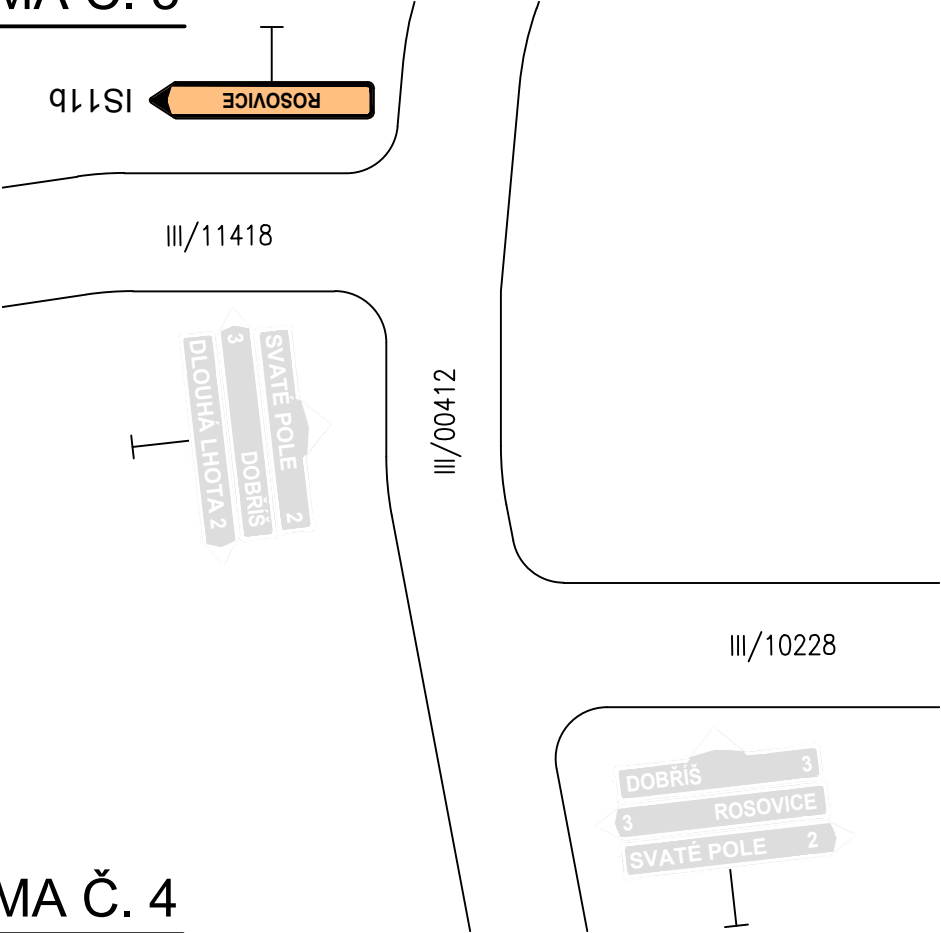 MA Č.
IS11b
ROSOVICE
III/11418
SVATÉ POLE 2
3 DOBŘÍŠ
DLOUHÁ LHOTA 2
III/00412
III/10228
DOBŘÍŠ 3
3 ROSOVICE
SVATÉ POLE 2
MA Č. 4